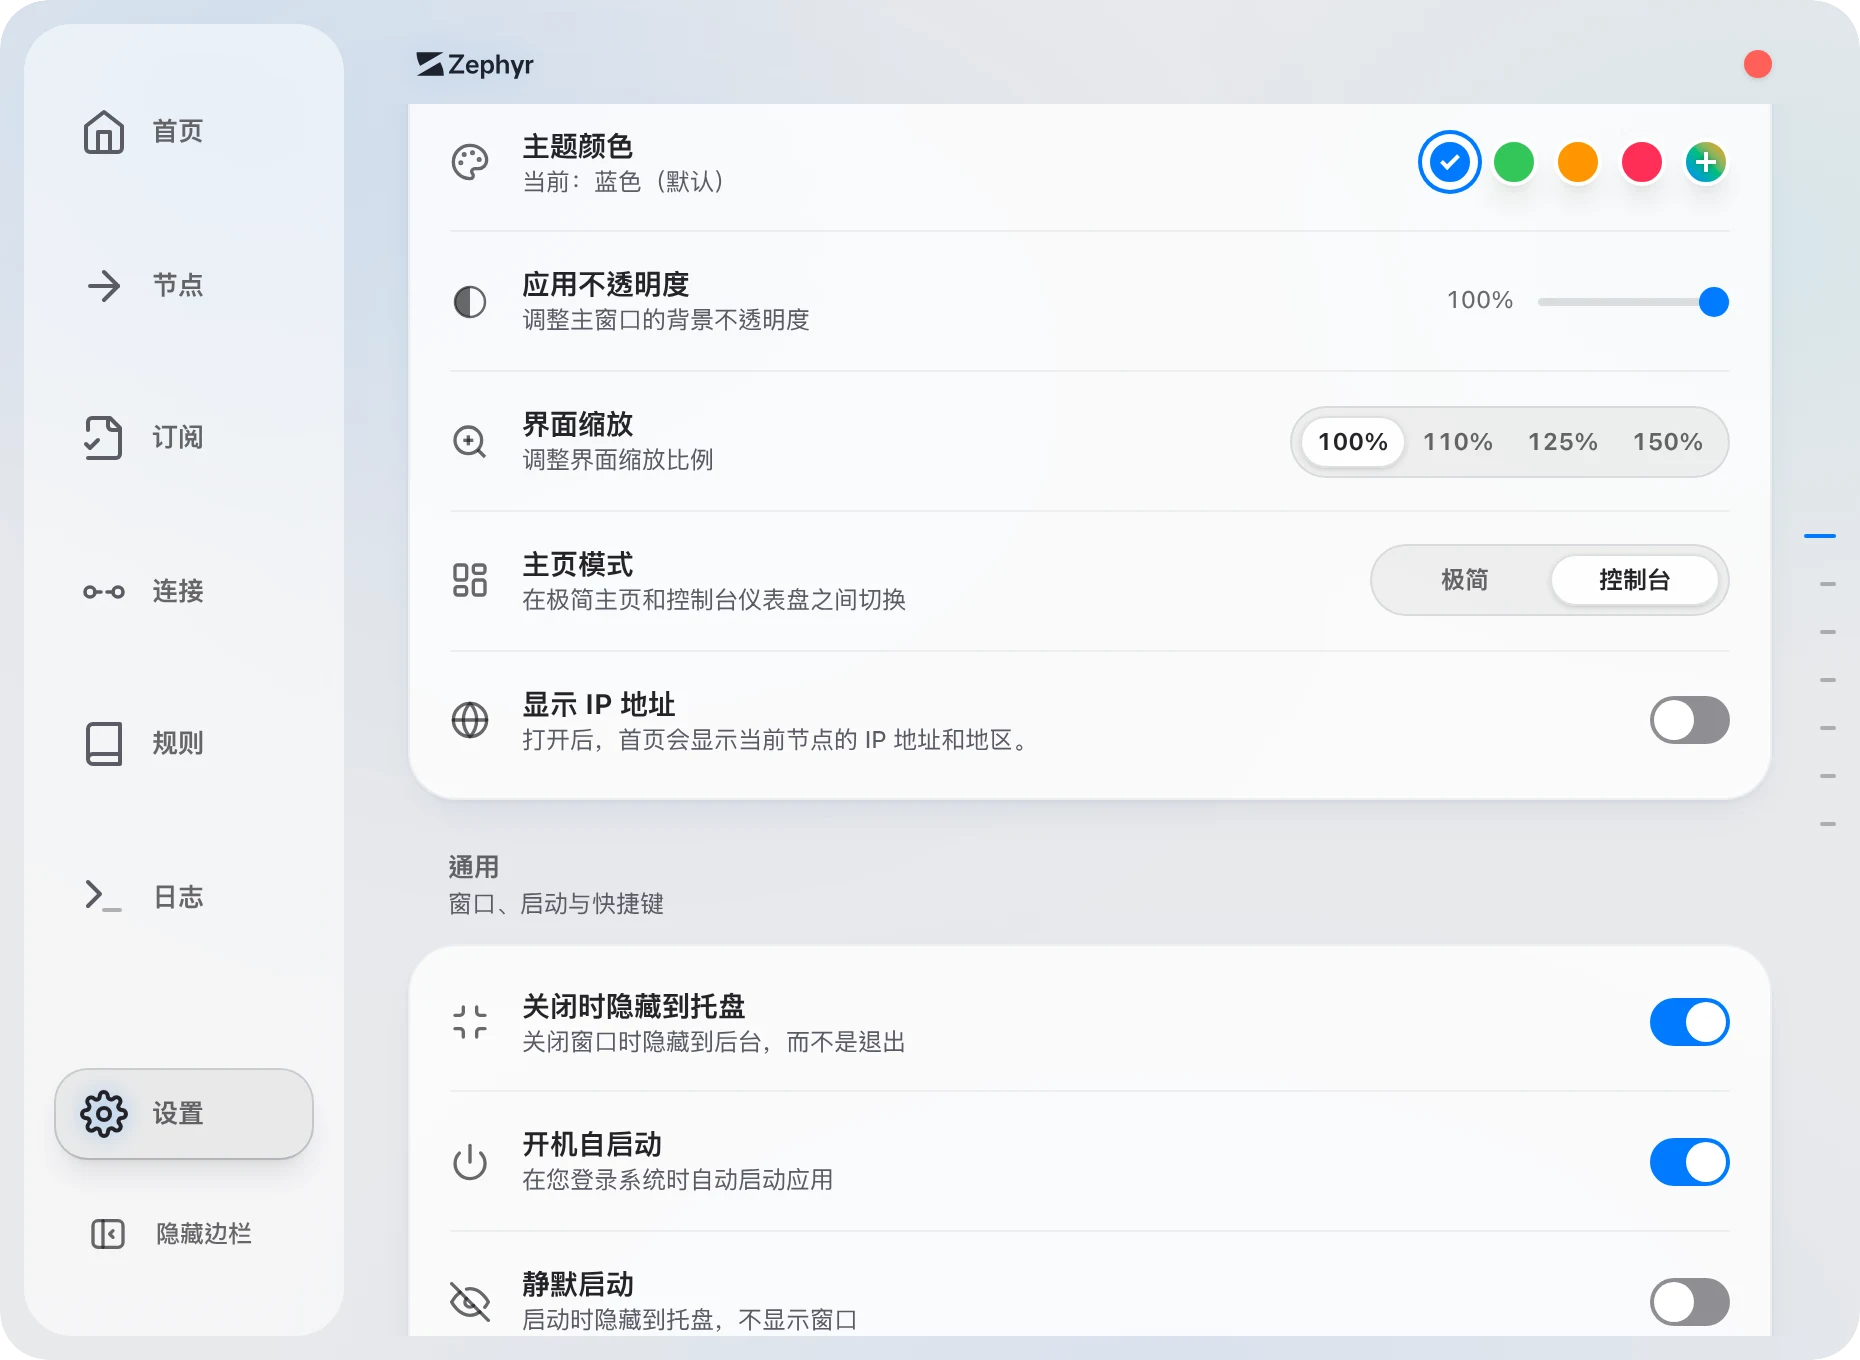 Zephyr
首页
节点
订阅
连接
规则
日志
设置
隐藏边栏
主题颜色
当前：蓝色（默认）
应用不透明度
调整主窗口的背景不透明度
100%
界面缩放
调整界面缩放比例
100% 110% 125% 150%
主页模式
在极简主页和控制台仪表盘之间切换
极简 控制台
显示 IP 地址
打开后，首页会显示当前节点的 IP 地址和地区。
通用
窗口、启动与快捷键
关闭时隐藏到托盘
关闭窗口时隐藏到后台，而不是退出
开机自启动
在您登录系统时自动启动应用
静默启动
启动时隐藏到托盘，不显示窗口